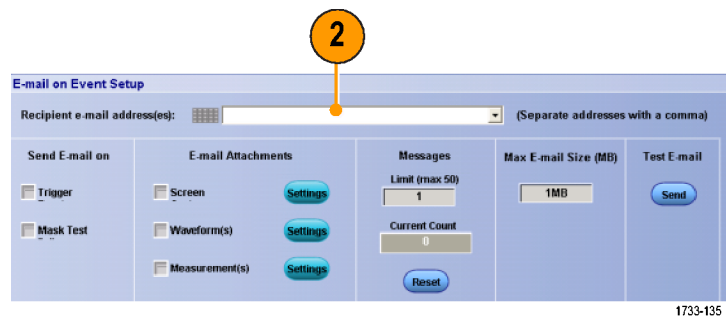 2
E-mail on Event Setup
Recipient e-mail address(es):
(Separate addresses with a comma)
Send E-mail on
Trigger
Mask Test
E-mail Attachments
Screen
Settings
Waveform(s)
Settings
Measurement(s)
Settings
Messages
Limit (max 50)
1
Current Count
0
Reset
Max E-mail Size (MB)
1MB
Test E-mail
Send
1733-135